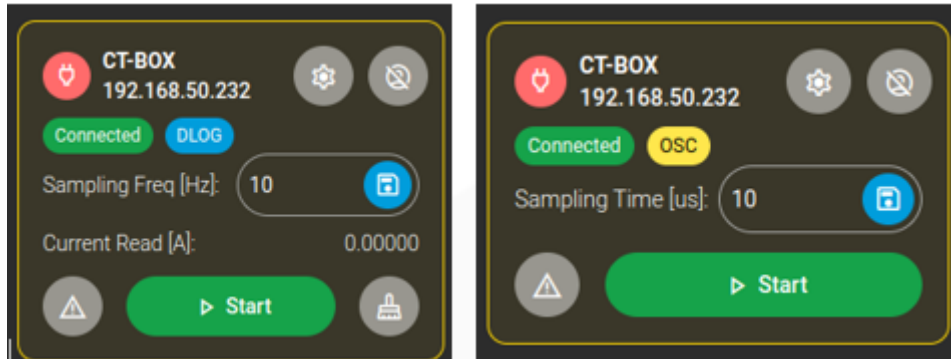 CT-BOX
192.168.50.232
Connected DLOG
Sampling Freq [Hz]: 10
Current Read [A]: 0.00000
Start
CT-BOX
192.168.50.232
Connected OSC
Sampling Time [us]: 10
Start